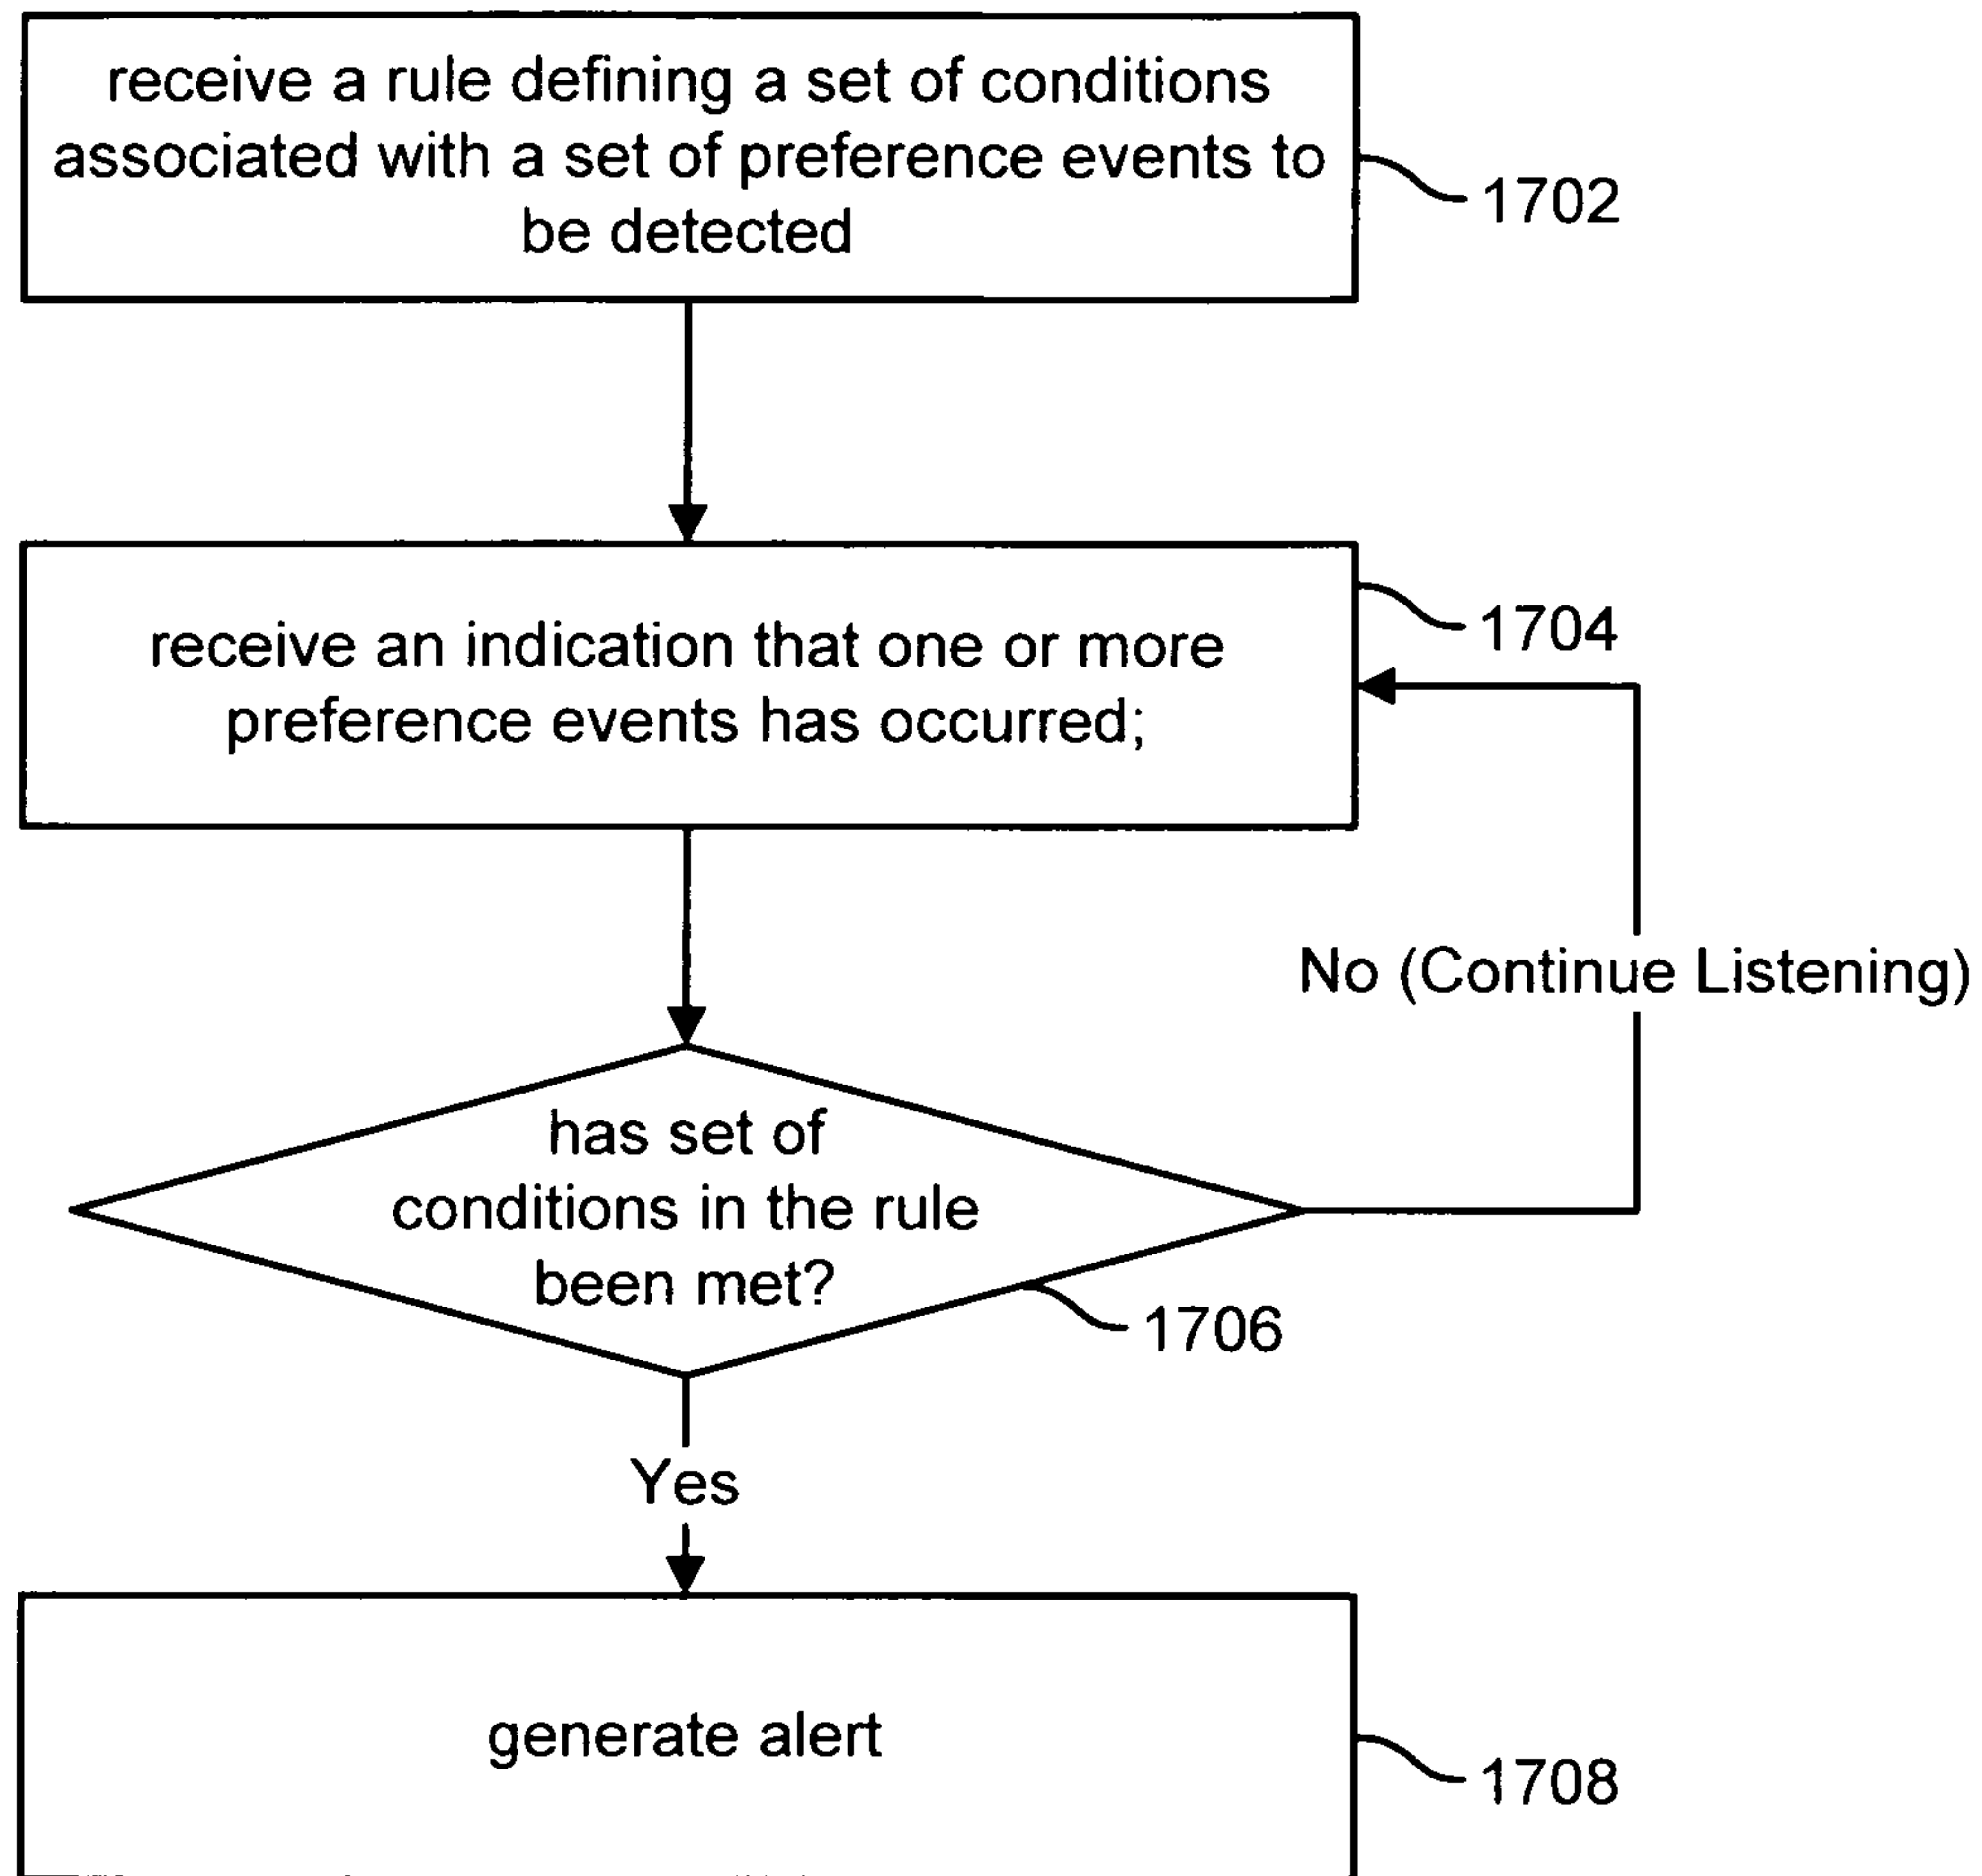 receive a rule defining a set of conditions
associated with a set of preference events to
be detected
1702
receive an indication that one or more
preference events has occurred;
1704
No (Continue Listening)
has set of
conditions in the rule
been met?
1706
Yes
generate alert
1708